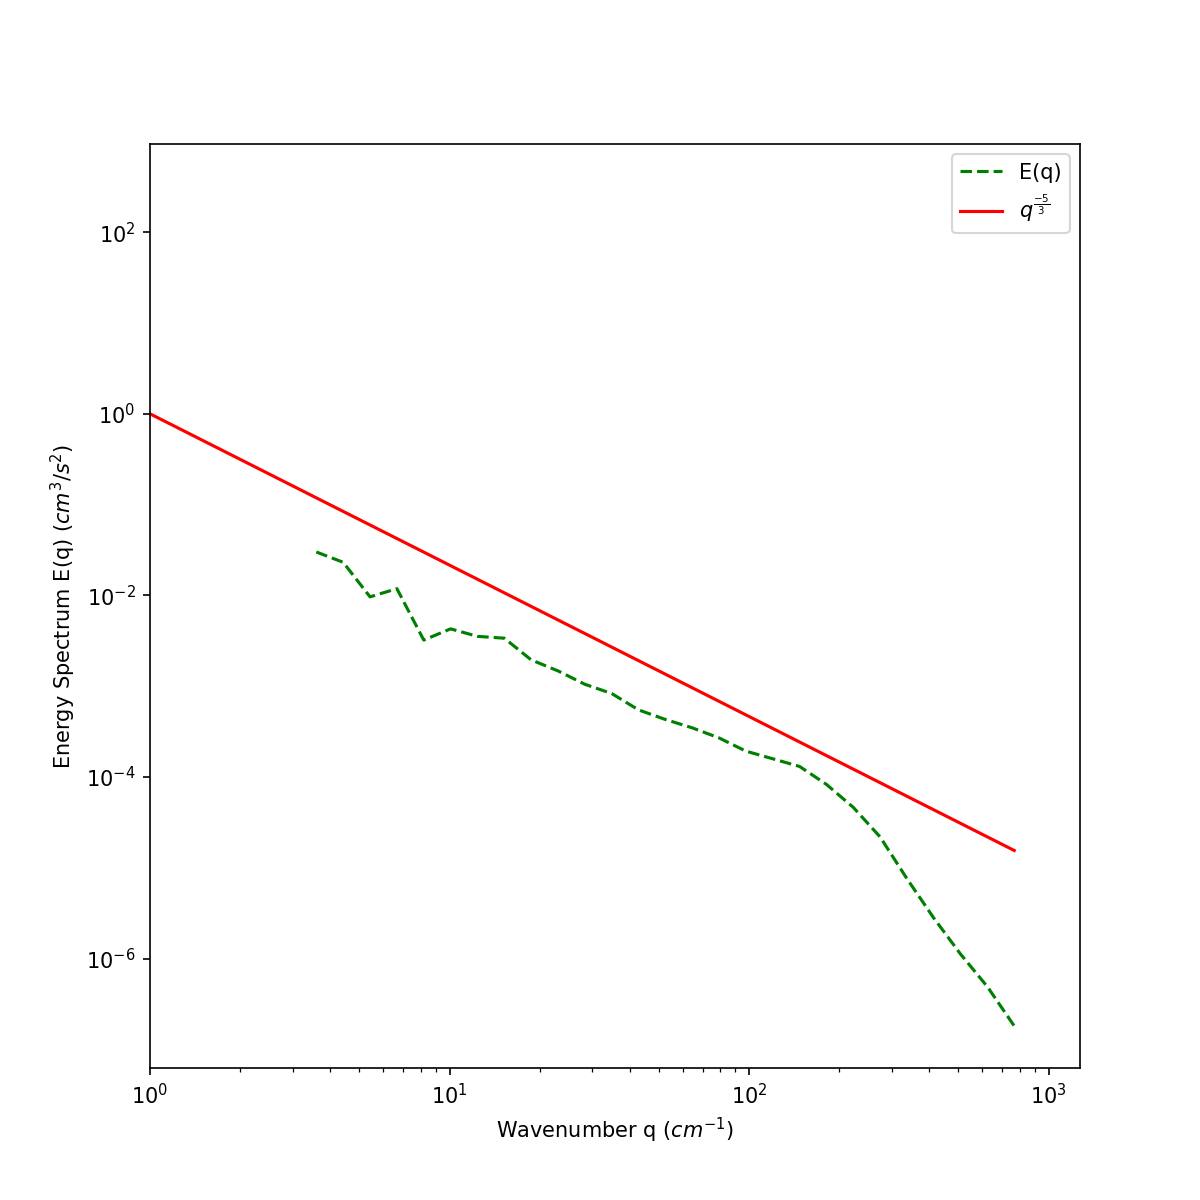 E(q)
q^{\frac{-5}{3}}
10^2
10^0
10^{-2}
10^{-4}
10^{-6}
Energy Spectrum E(q) (cm^3/s^2)
10^0 10^1 10^2 10^3
Wavenumber q (cm^{-1})